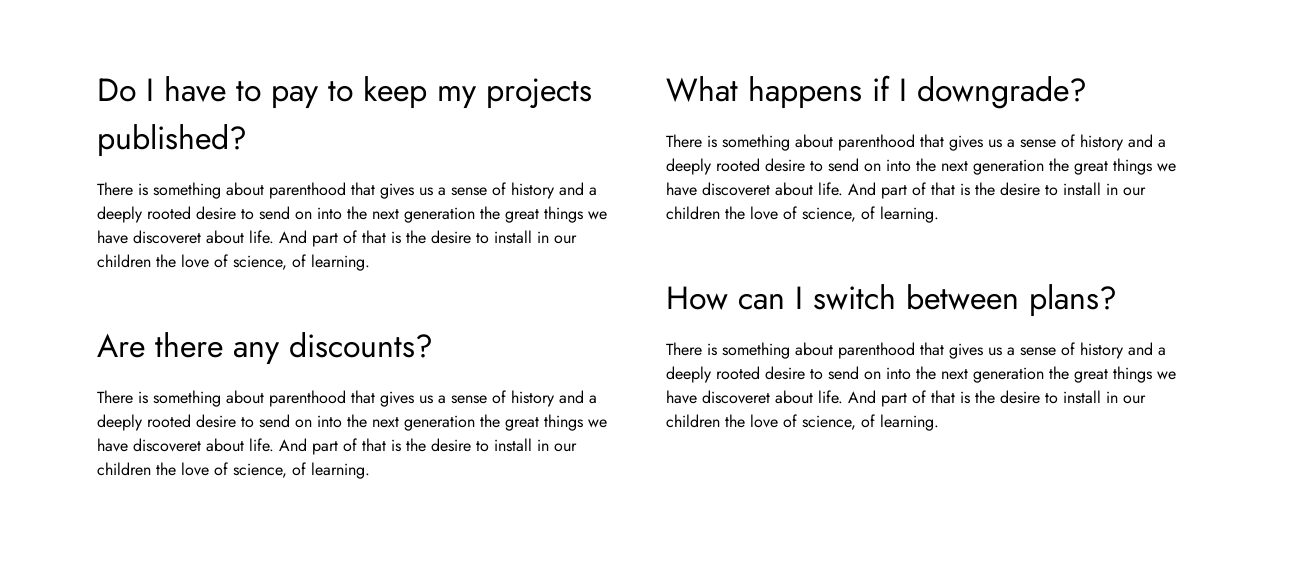 Do I have to pay to keep my projects
published?
There is something about parenthood that gives us a sense of history and a
deeply rooted desire to send on into the next generation the great things we
have discoveret about life. And part of that is the desire to install in our
children the love of science, of learning.
Are there any discounts?
There is something about parenthood that gives us a sense of history and a
deeply rooted desire to send on into the next generation the great things we
have discoveret about life. And part of that is the desire to install in our
children the love of science, of learning.
What happens if I downgrade?
There is something about parenthood that gives us a sense of history and a
deeply rooted desire to send on into the next generation the great things we
have discoveret about life. And part of that is the desire to install in our
children the love of science, of learning.
How can I switch between plans?
There is something about parenthood that gives us a sense of history and a
deeply rooted desire to send on into the next generation the great things we
have discoveret about life. And part of that is the desire to install in our
children the love of science, of learning.